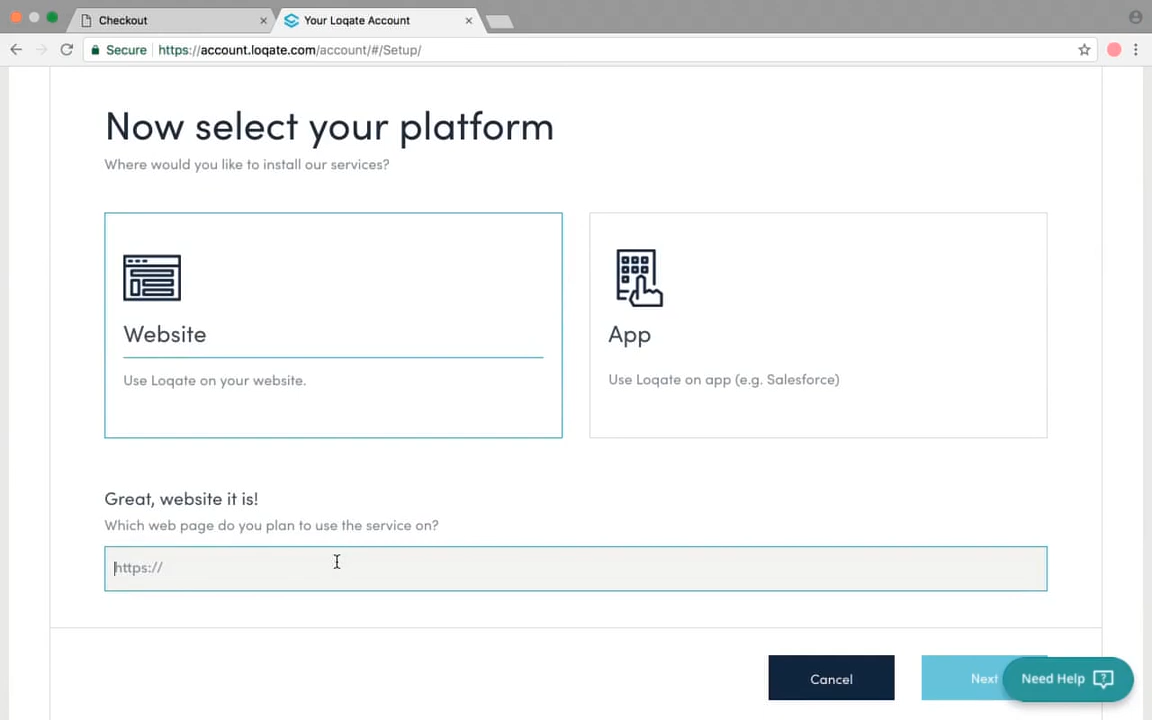 Checkout
Your Loqate Account
Secure https://account.loqate.com/account/#/Setup/
Now select your platform
Where would you like to install our services?
Website
Use Loqate on your website.
App
Use Loqate on app (e.g. Salesforce)
Great, website it is!
Which web page do you plan to use the service on?
https://
Cancel
Next
Need Help